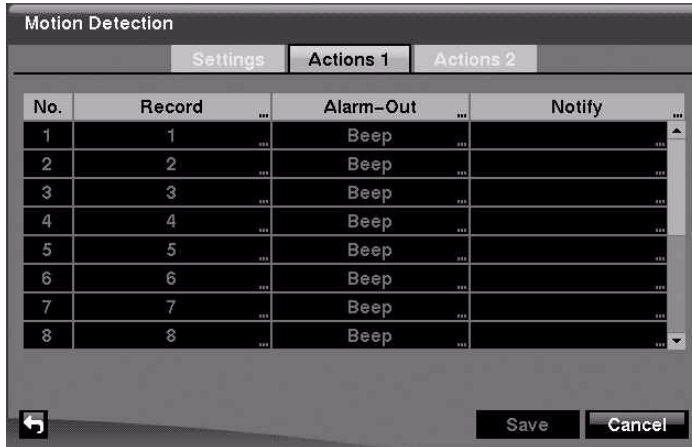 Motion Detection
Settings Actions 1 Actions 2
No. Record ... Alarm-Out ... Notify ...
1 1 ... Beep ... ...
2 2 ... Beep ... ...
3 3 ... Beep ... ...
4 4 ... Beep ... ...
5 5 ... Beep ... ...
6 6 ... Beep ... ...
7 7 ... Beep ... ...
8 8 ... Beep ... ...
Save Cancel